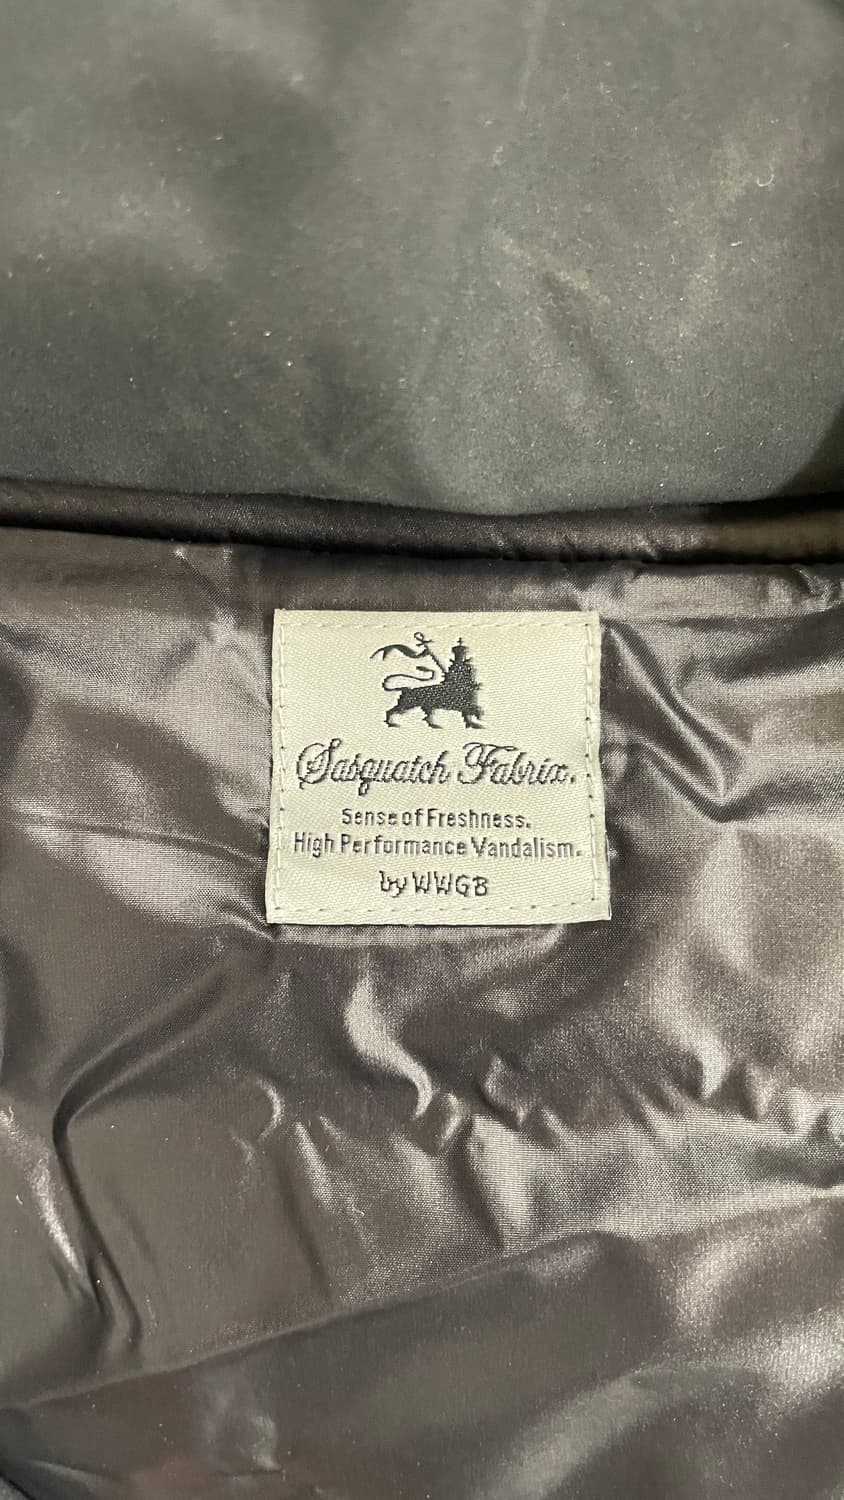 Sasquatch Fabrix.
Sense of Freshness.
High Performance Vandalism.
by WWGB